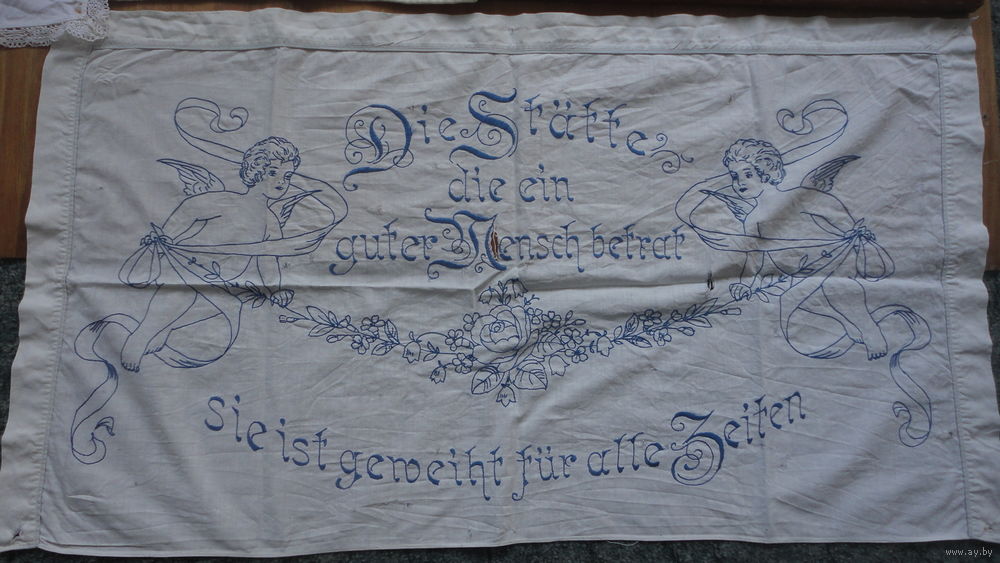 Die Stätte
die ein
guter Mensch betrat
sie ist geweiht für alle Zeiten
www.ay.by